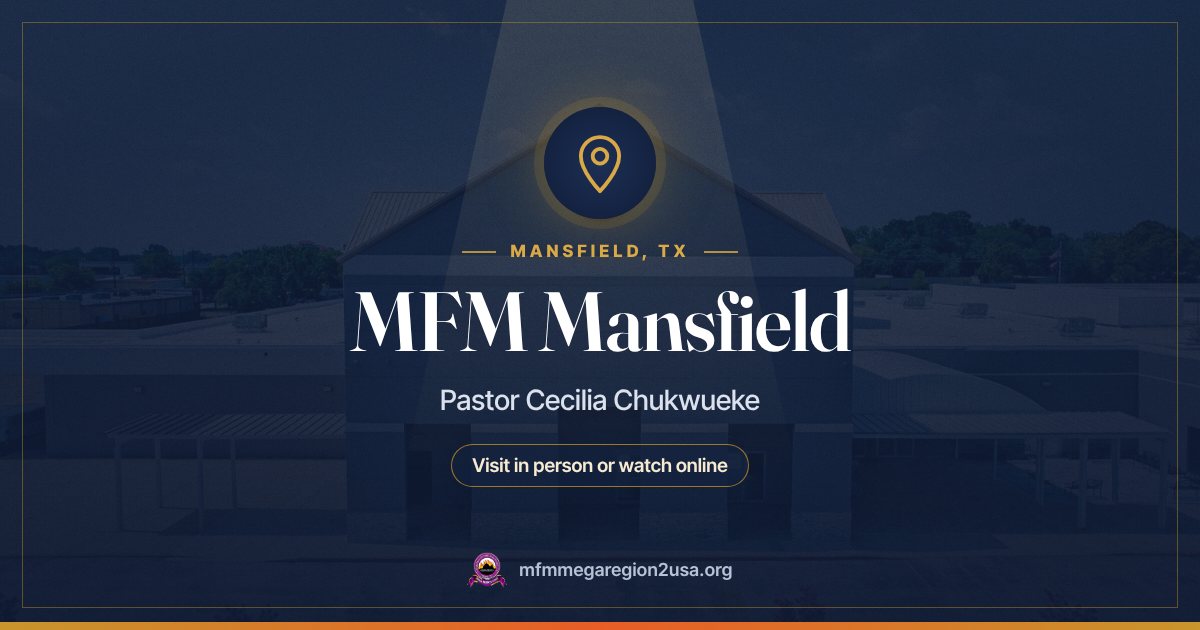 MANSFIELD, TX
MFM Mansfield
Pastor Cecilia Chukwueke
Visit in person or watch online
mfmmegaregion2usa.org